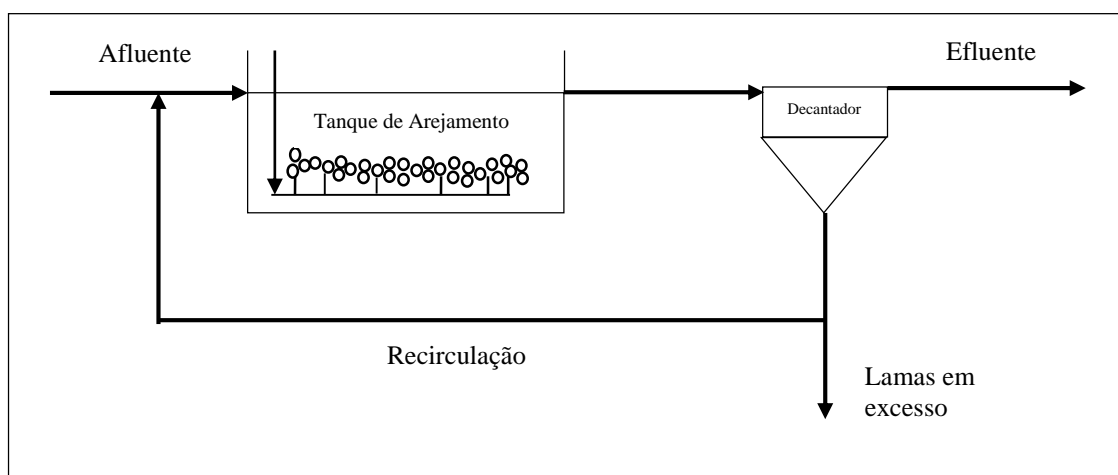 Afluente
Efluente
Tanque de Arejamento
Decantador
Recirculação
Lamas em
excesso